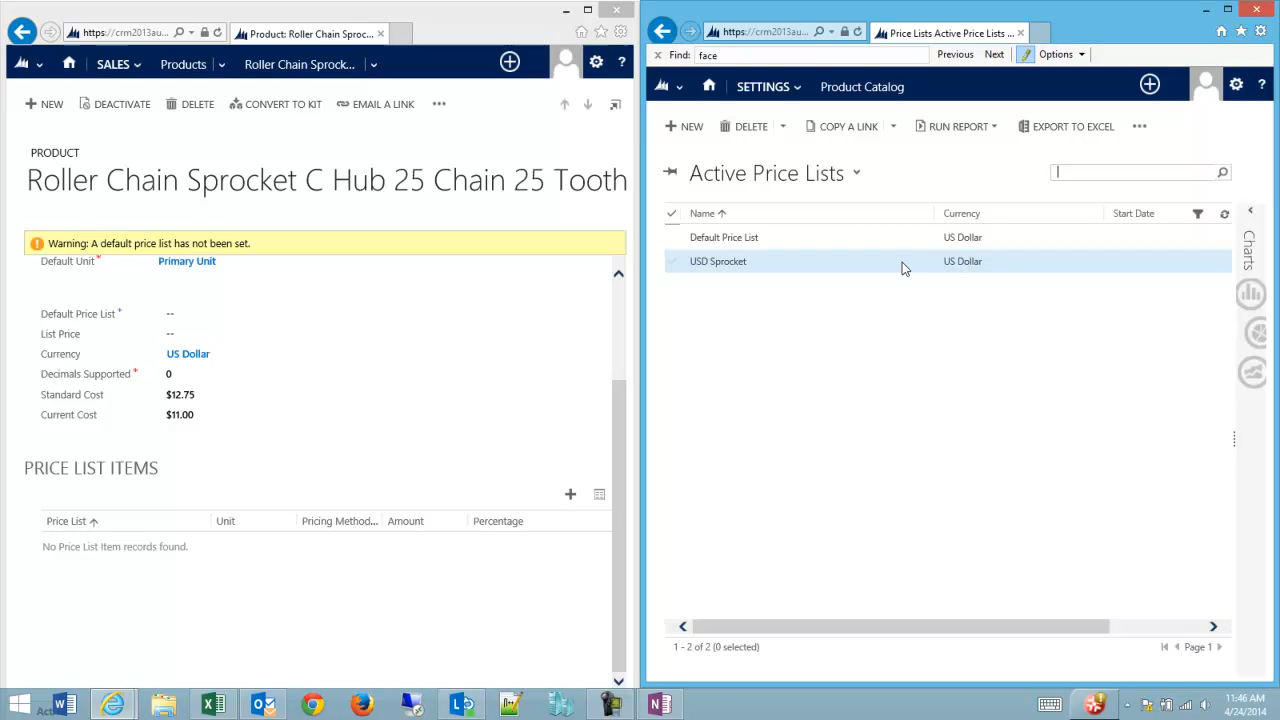 https://crm2013au...
Product: Roller Chain Sproc...
SALES
Products
Roller Chain Sprock...
?
NEW
DEACTIVATE
DELETE
CONVERT TO KIT
EMAIL A LINK
PRODUCT
Roller Chain Sprocket C Hub 25 Chain 25 Tooth
Warning: A default price list has not been set.
Default Unit* Primary Unit
Default Price List* --
List Price --
Currency US Dollar
Decimals Supported* 0
Standard Cost $12.75
Current Cost $11.00
PRICE LIST ITEMS
Price List Unit Pricing Method... Amount Percentage
No Price List Item records found.
https://crm2013au...
Price Lists Active Price Lists ...
Find: face Previous Next Options
SETTINGS
Product Catalog
?
NEW
DELETE
COPY A LINK
RUN REPORT
EXPORT TO EXCEL
Active Price Lists
Name Currency Start Date
Default Price List US Dollar
USD Sprocket US Dollar
Charts
1 - 2 of 2 (0 selected)
Page 1
11:46 AM
4/24/2014